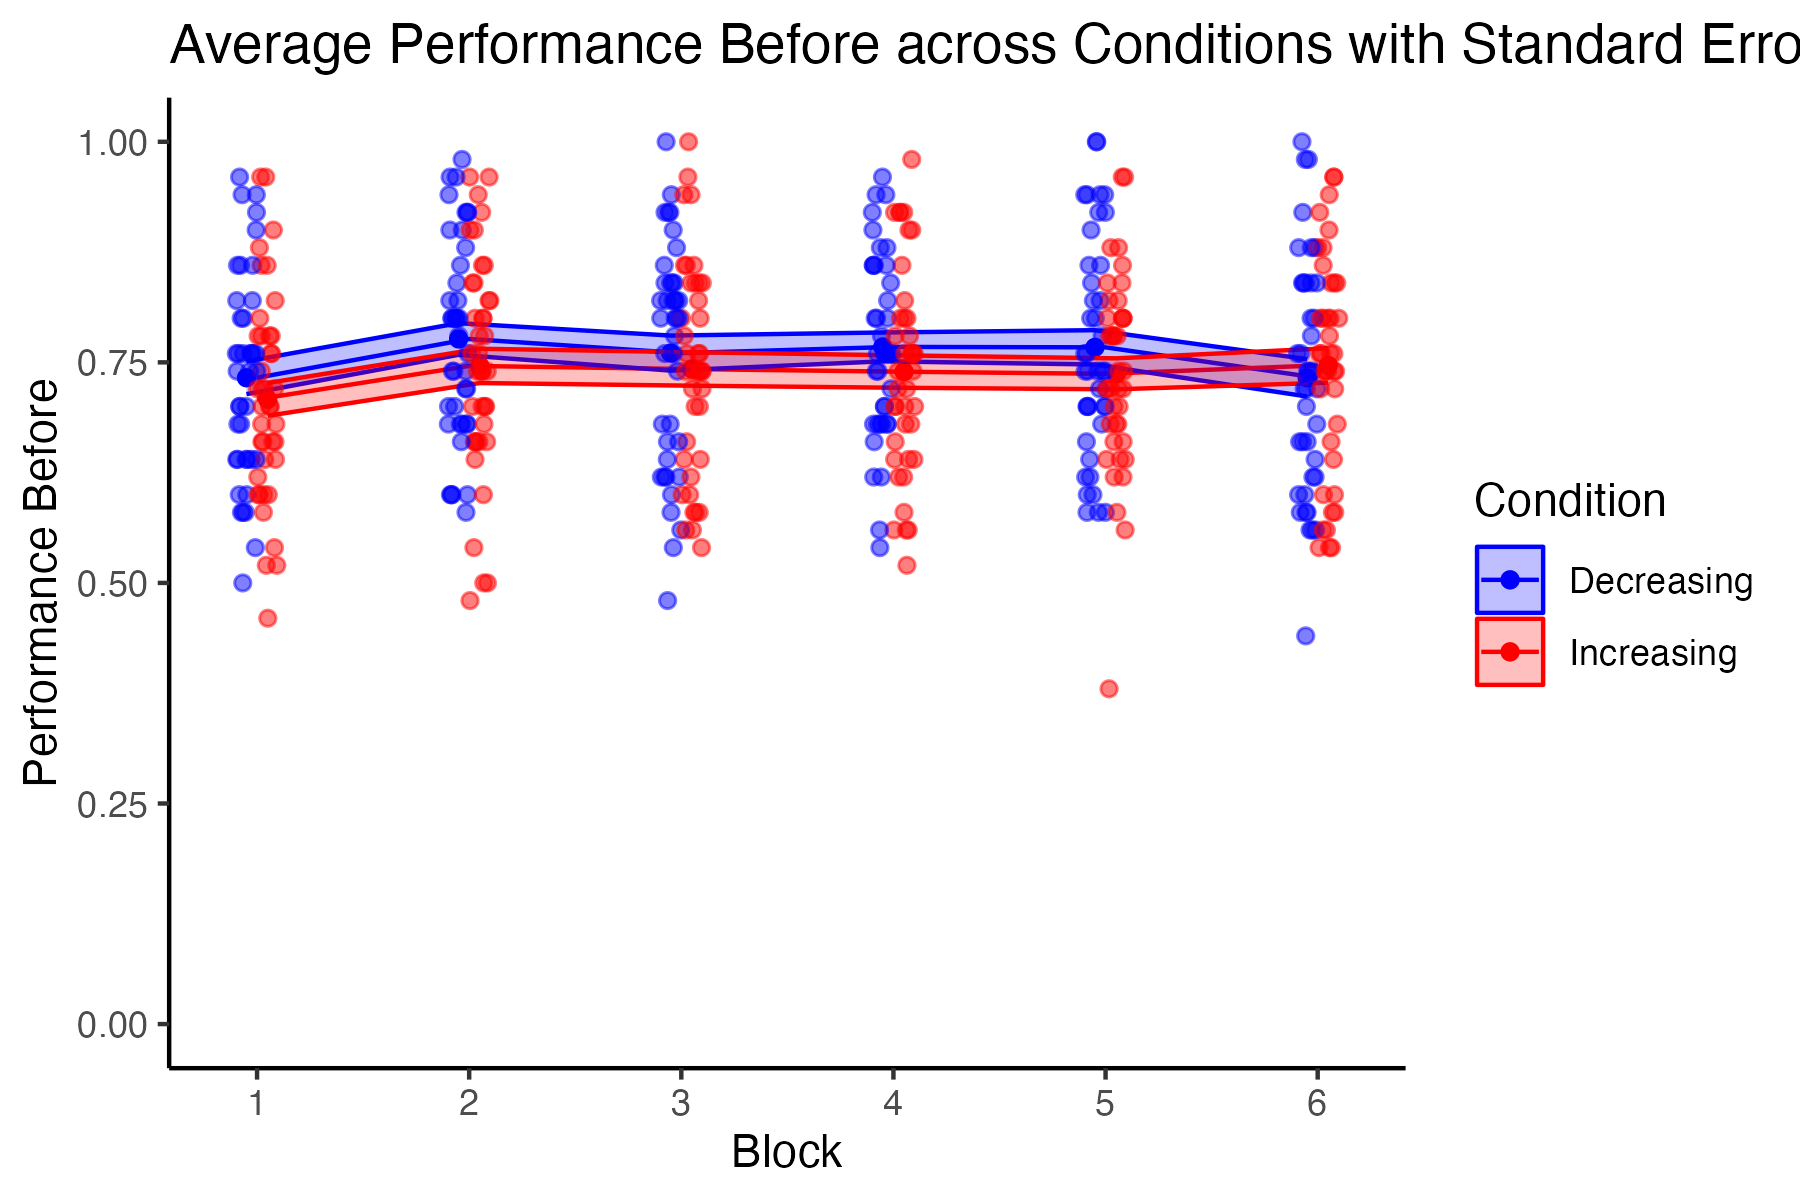 Average Performance Before across Conditions with Standard Erro
Performance Before
1.00
0.75
0.50
0.25
0.00
1 2 3 4 5 6
Block
Condition
Decreasing
Increasing